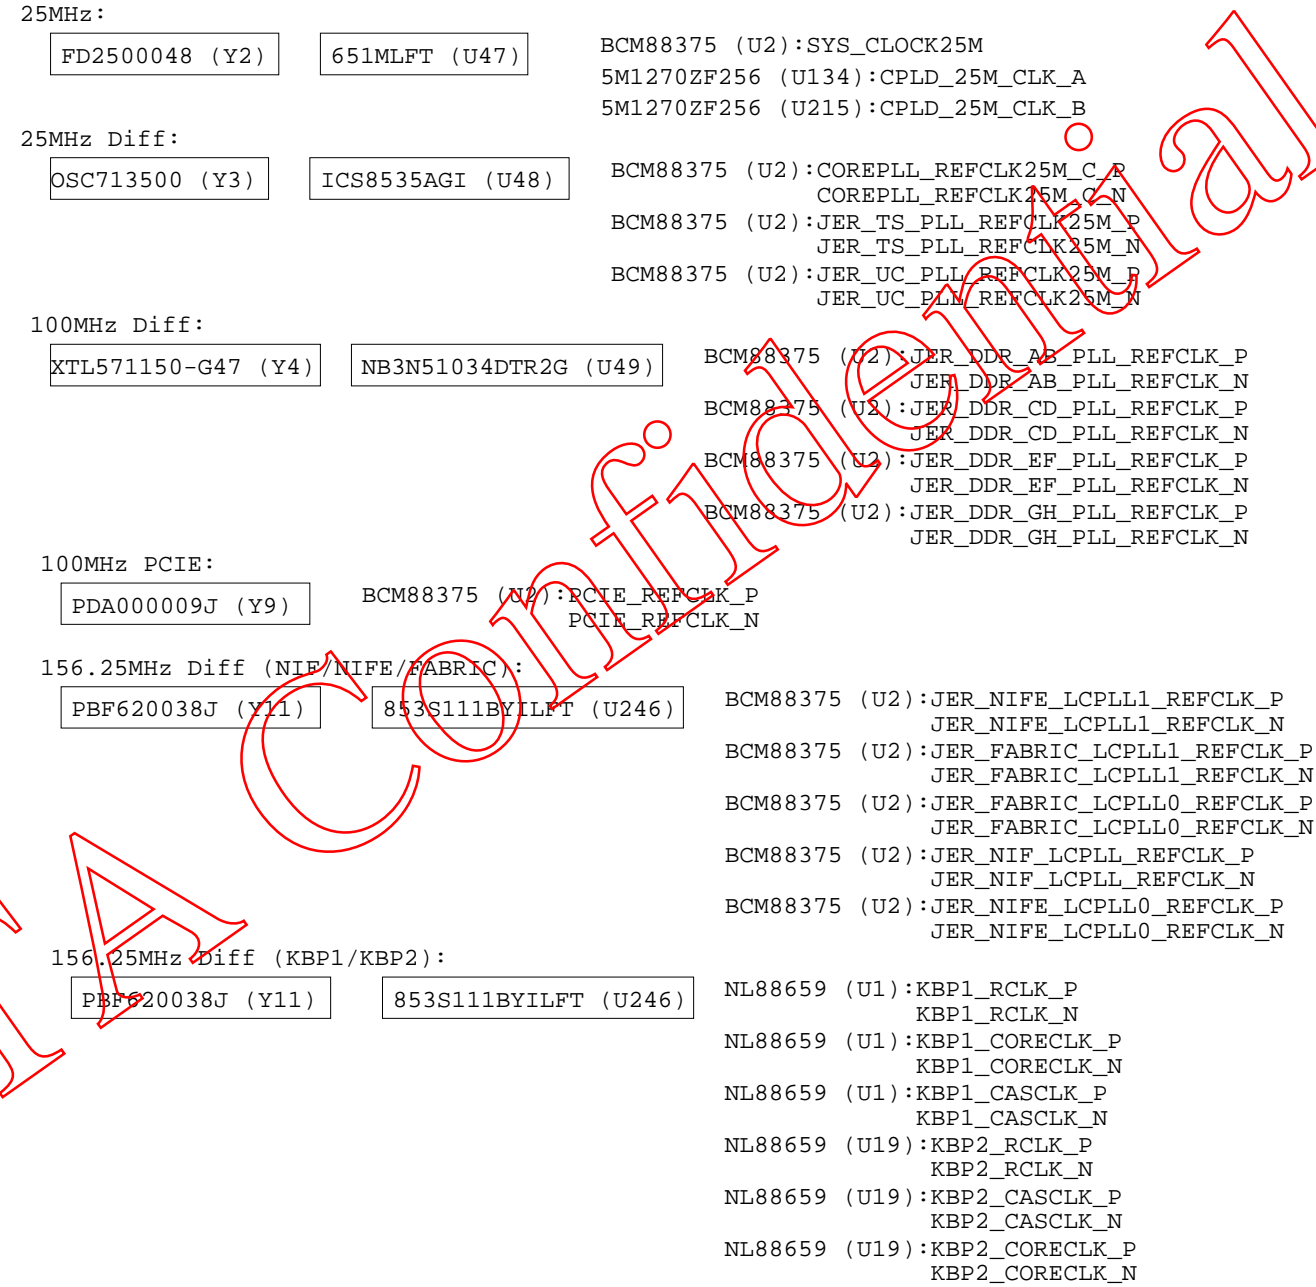 25MHz:
FD2500048 (Y2) 651MLFT (U47) BCM88375 (U2):SYS_CLOCK25M
5M1270ZF256 (U134):CPLD_25M_CLK_A
5M1270ZF256 (U215):CPLD_25M_CLK_B
25MHz Diff:
OSC713500 (Y3) ICS8535AGI (U48) BCM88375 (U2):COREPLL_REFCLK25M_C_P
COREPLL_REFCLK25M_C_N
BCM88375 (U2):JER_TS_PLL_REFCLK25M_P
JER_TS_PLL_REFCLK25M_N
BCM88375 (U2):JER_UC_PLL_REFCLK25M_P
JER_UC_PLL_REFCLK25M_N
100MHz Diff:
XTL571150-G47 (Y4) NB3N51034DTR2G (U49) BCM88375 (U2):JER_DDR_AB_PLL_REFCLK_P
JER_DDR_AB_PLL_REFCLK_N
BCM88375 (U2):JER_DDR_CD_PLL_REFCLK_P
JER_DDR_CD_PLL_REFCLK_N
BCM88375 (U2):JER_DDR_EF_PLL_REFCLK_P
JER_DDR_EF_PLL_REFCLK_N
BCM88375 (U2):JER_DDR_GH_PLL_REFCLK_P
JER_DDR_GH_PLL_REFCLK_N
100MHz PCIE:
PDA000009J (Y9) BCM88375 (U2):PCIE_REFCLK_P
PCIE_REFCLK_N
156.25MHz Diff (NIF/NIFE/FABRIC):
PBF620038J (Y11) 853S111BYILFT (U246) BCM88375 (U2):JER_NIFE_LCPLL1_REFCLK_P
JER_NIFE_LCPLL1_REFCLK_N
BCM88375 (U2):JER_FABRIC_LCPLL1_REFCLK_P
JER_FABRIC_LCPLL1_REFCLK_N
BCM88375 (U2):JER_FABRIC_LCPLL0_REFCLK_P
JER_FABRIC_LCPLL0_REFCLK_N
BCM88375 (U2):JER_NIF_LCPLL_REFCLK_P
JER_NIF_LCPLL_REFCLK_N
BCM88375 (U2):JER_NIFE_LCPLL0_REFCLK_P
JER_NIFE_LCPLL0_REFCLK_N
156.25MHz Diff (KBP1/KBP2):
PBF620038J (Y11) 853S111BYILFT (U246) NL88659 (U1):KBP1_RCLK_P
KBP1_RCLK_N
NL88659 (U1):KBP1_CORECLK_P
KBP1_CORECLK_N
NL88659 (U1):KBP1_CASCLK_P
KBP1_CASCLK_N
NL88659 (U19):KBP2_RCLK_P
KBP2_RCLK_N
NL88659 (U19):KBP2_CASCLK_P
KBP2_CASCLK_N
NL88659 (U19):KBP2_CORECLK_P
KBP2_CORECLK_N
Confidential